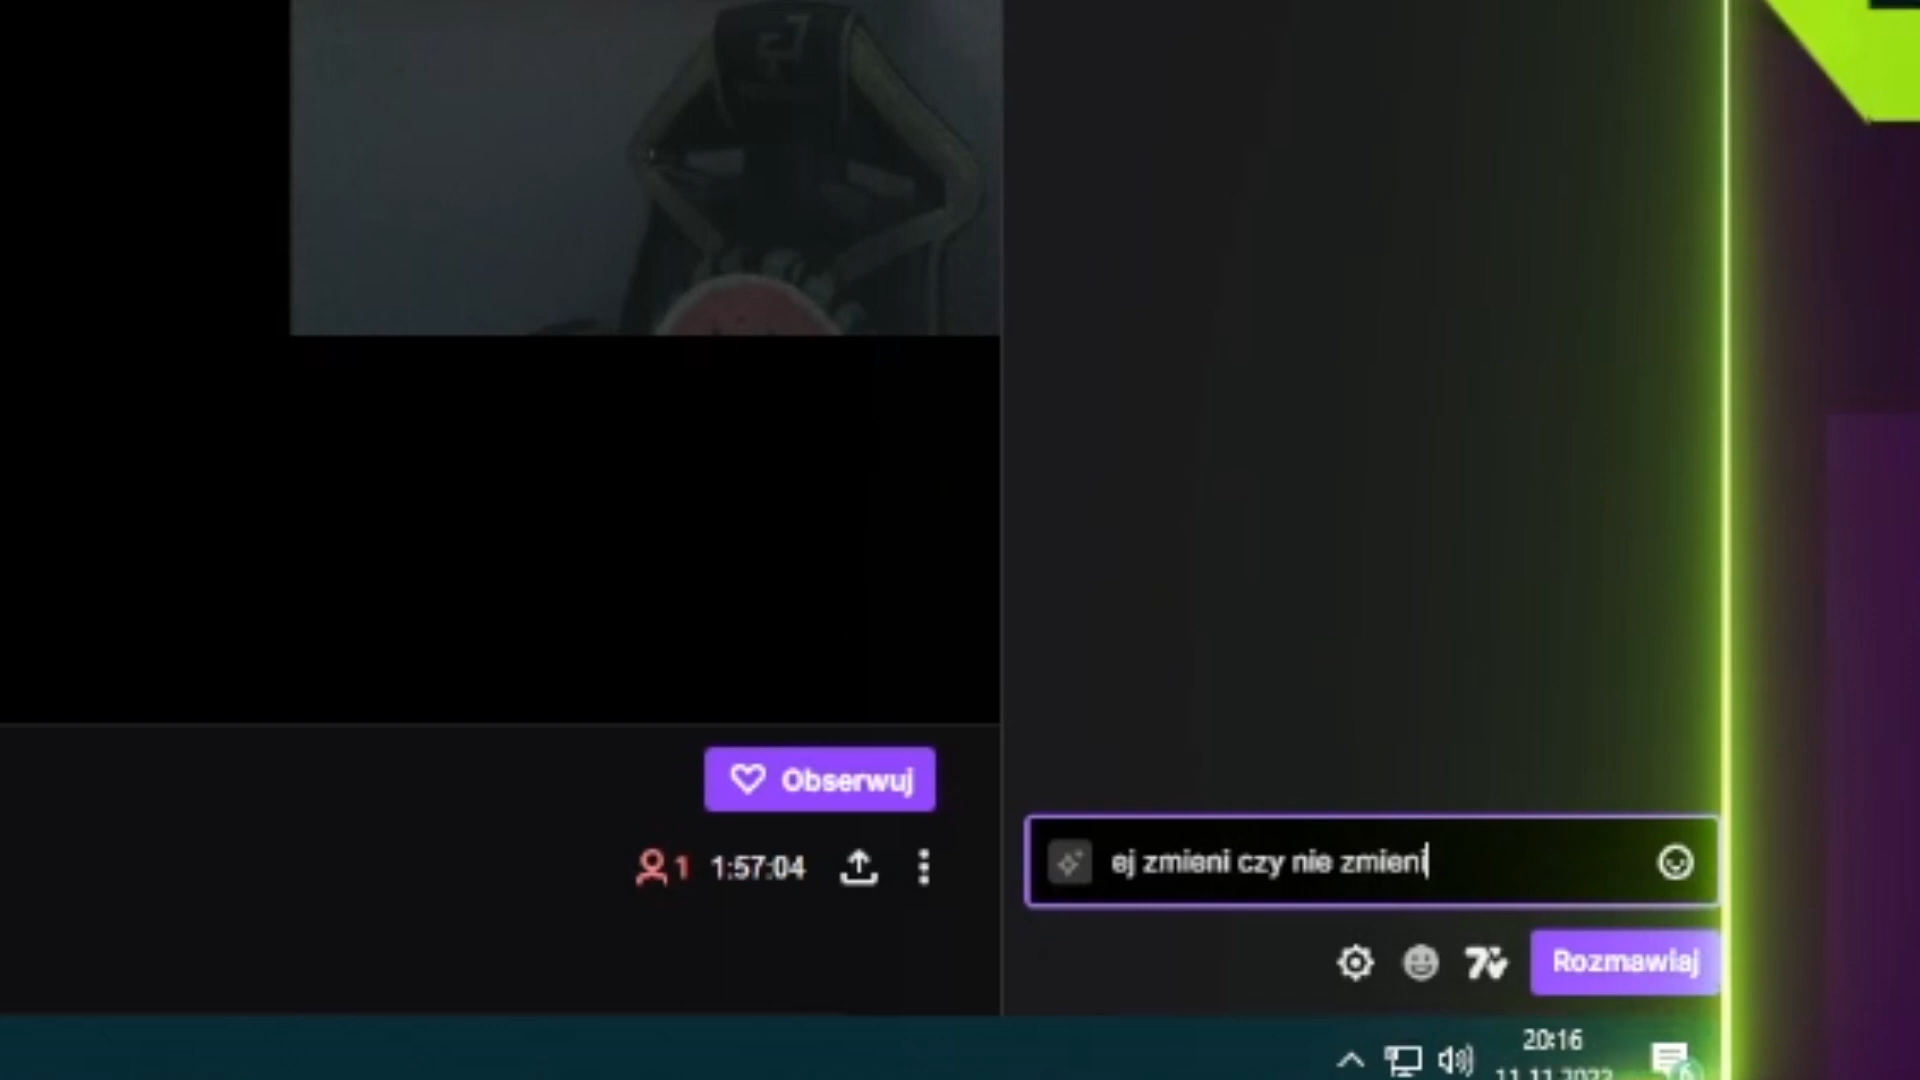 Obserwuj
1 1:57:04
ej zmieni czy nie zmieni
Rozmawiaj
20:16